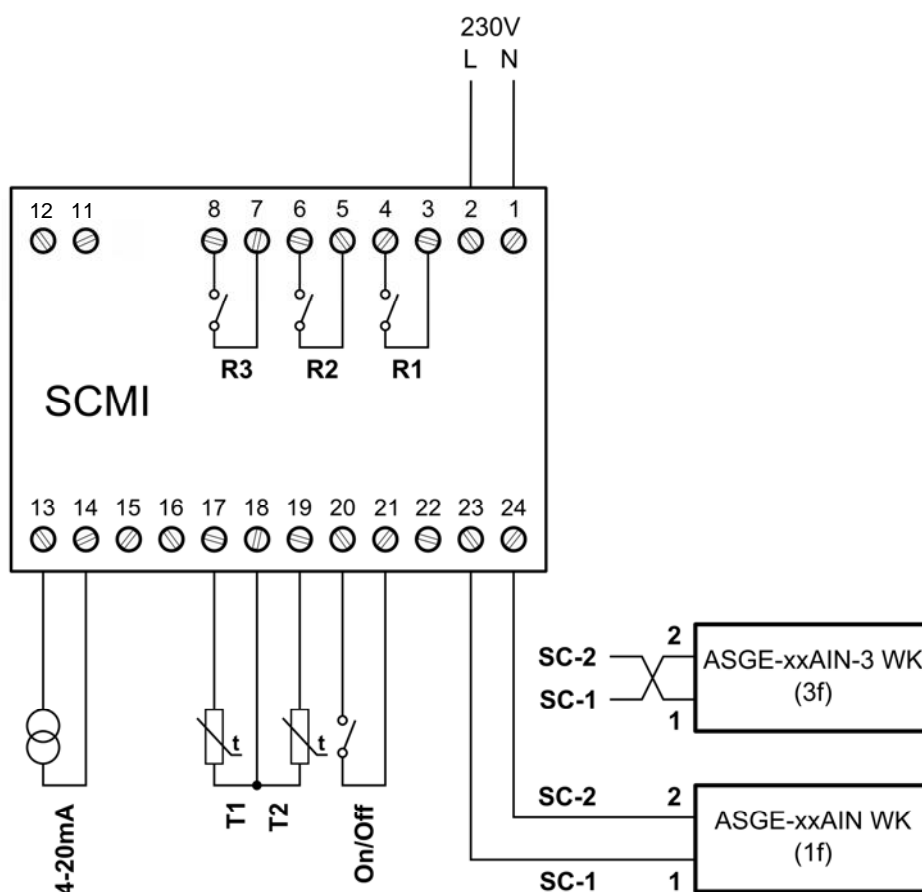 230V
L N
12 11 8 7 6 5 4 3 2 1
R3 R2 R1
SCMI
13 14 15 16 17 18 19 20 21 22 23 24
SC-2 2
ASGE-xxAIN-3 WK
(3f)
SC-1 1
t t
4-20mA
T1
T2
On/Off
SC-2 2
ASGE-xxAIN WK
(1f)
SC-1 1